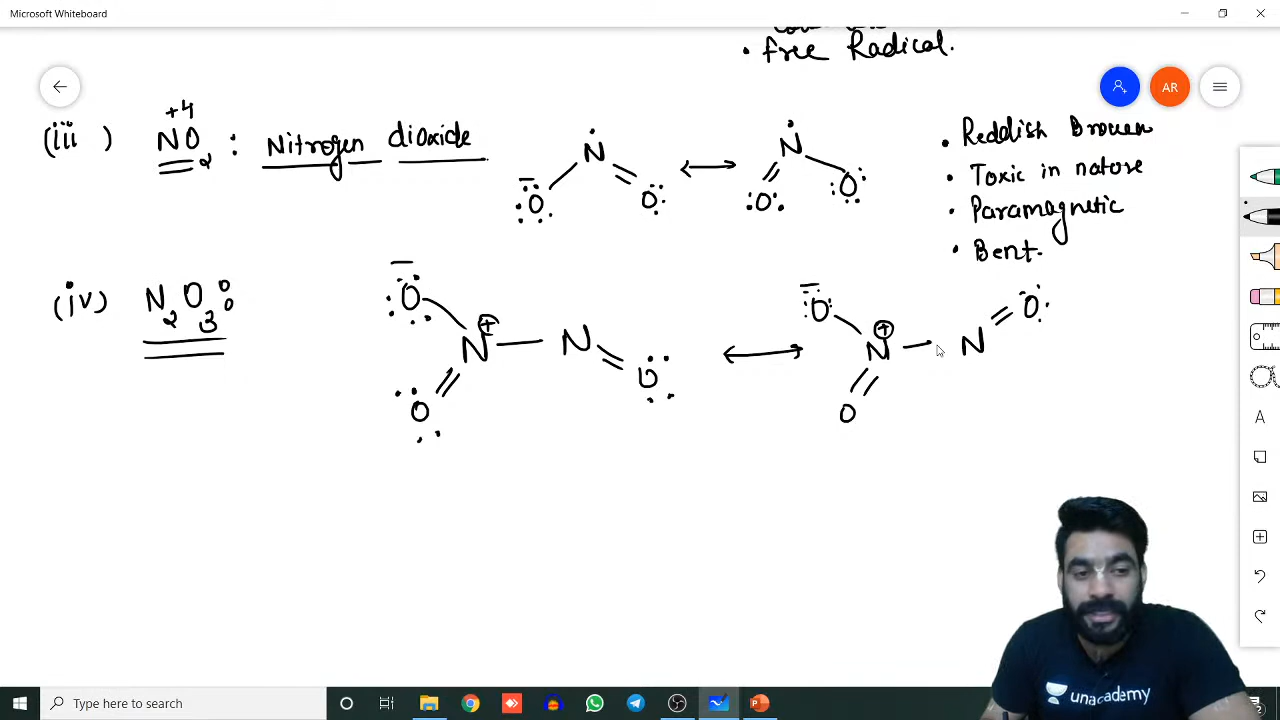 Microsoft Whiteboard
• free Radical.
AR
(iii) +4 NO2 : Nitrogen dioxide
N O O ↔ N O O
• Reddish Brown
• Toxic in nature
• Paramagnetic
• Bent.
(iv) N2O3:
O N+ N O O ↔ O N+ N O O
A
unacademy
Type here to search